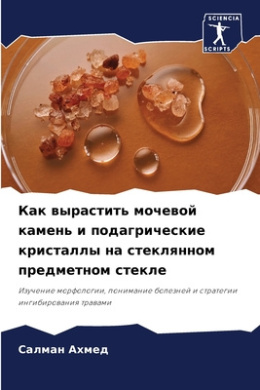 SCIENCIA
SCRIPTS
Как вырастить мочевой
камень и подагрические
кристаллы на стеклянном
предметном стекле
Изучение морфологии, понимание болезней и стратегии
ингибирования травами
Салман Ахмед